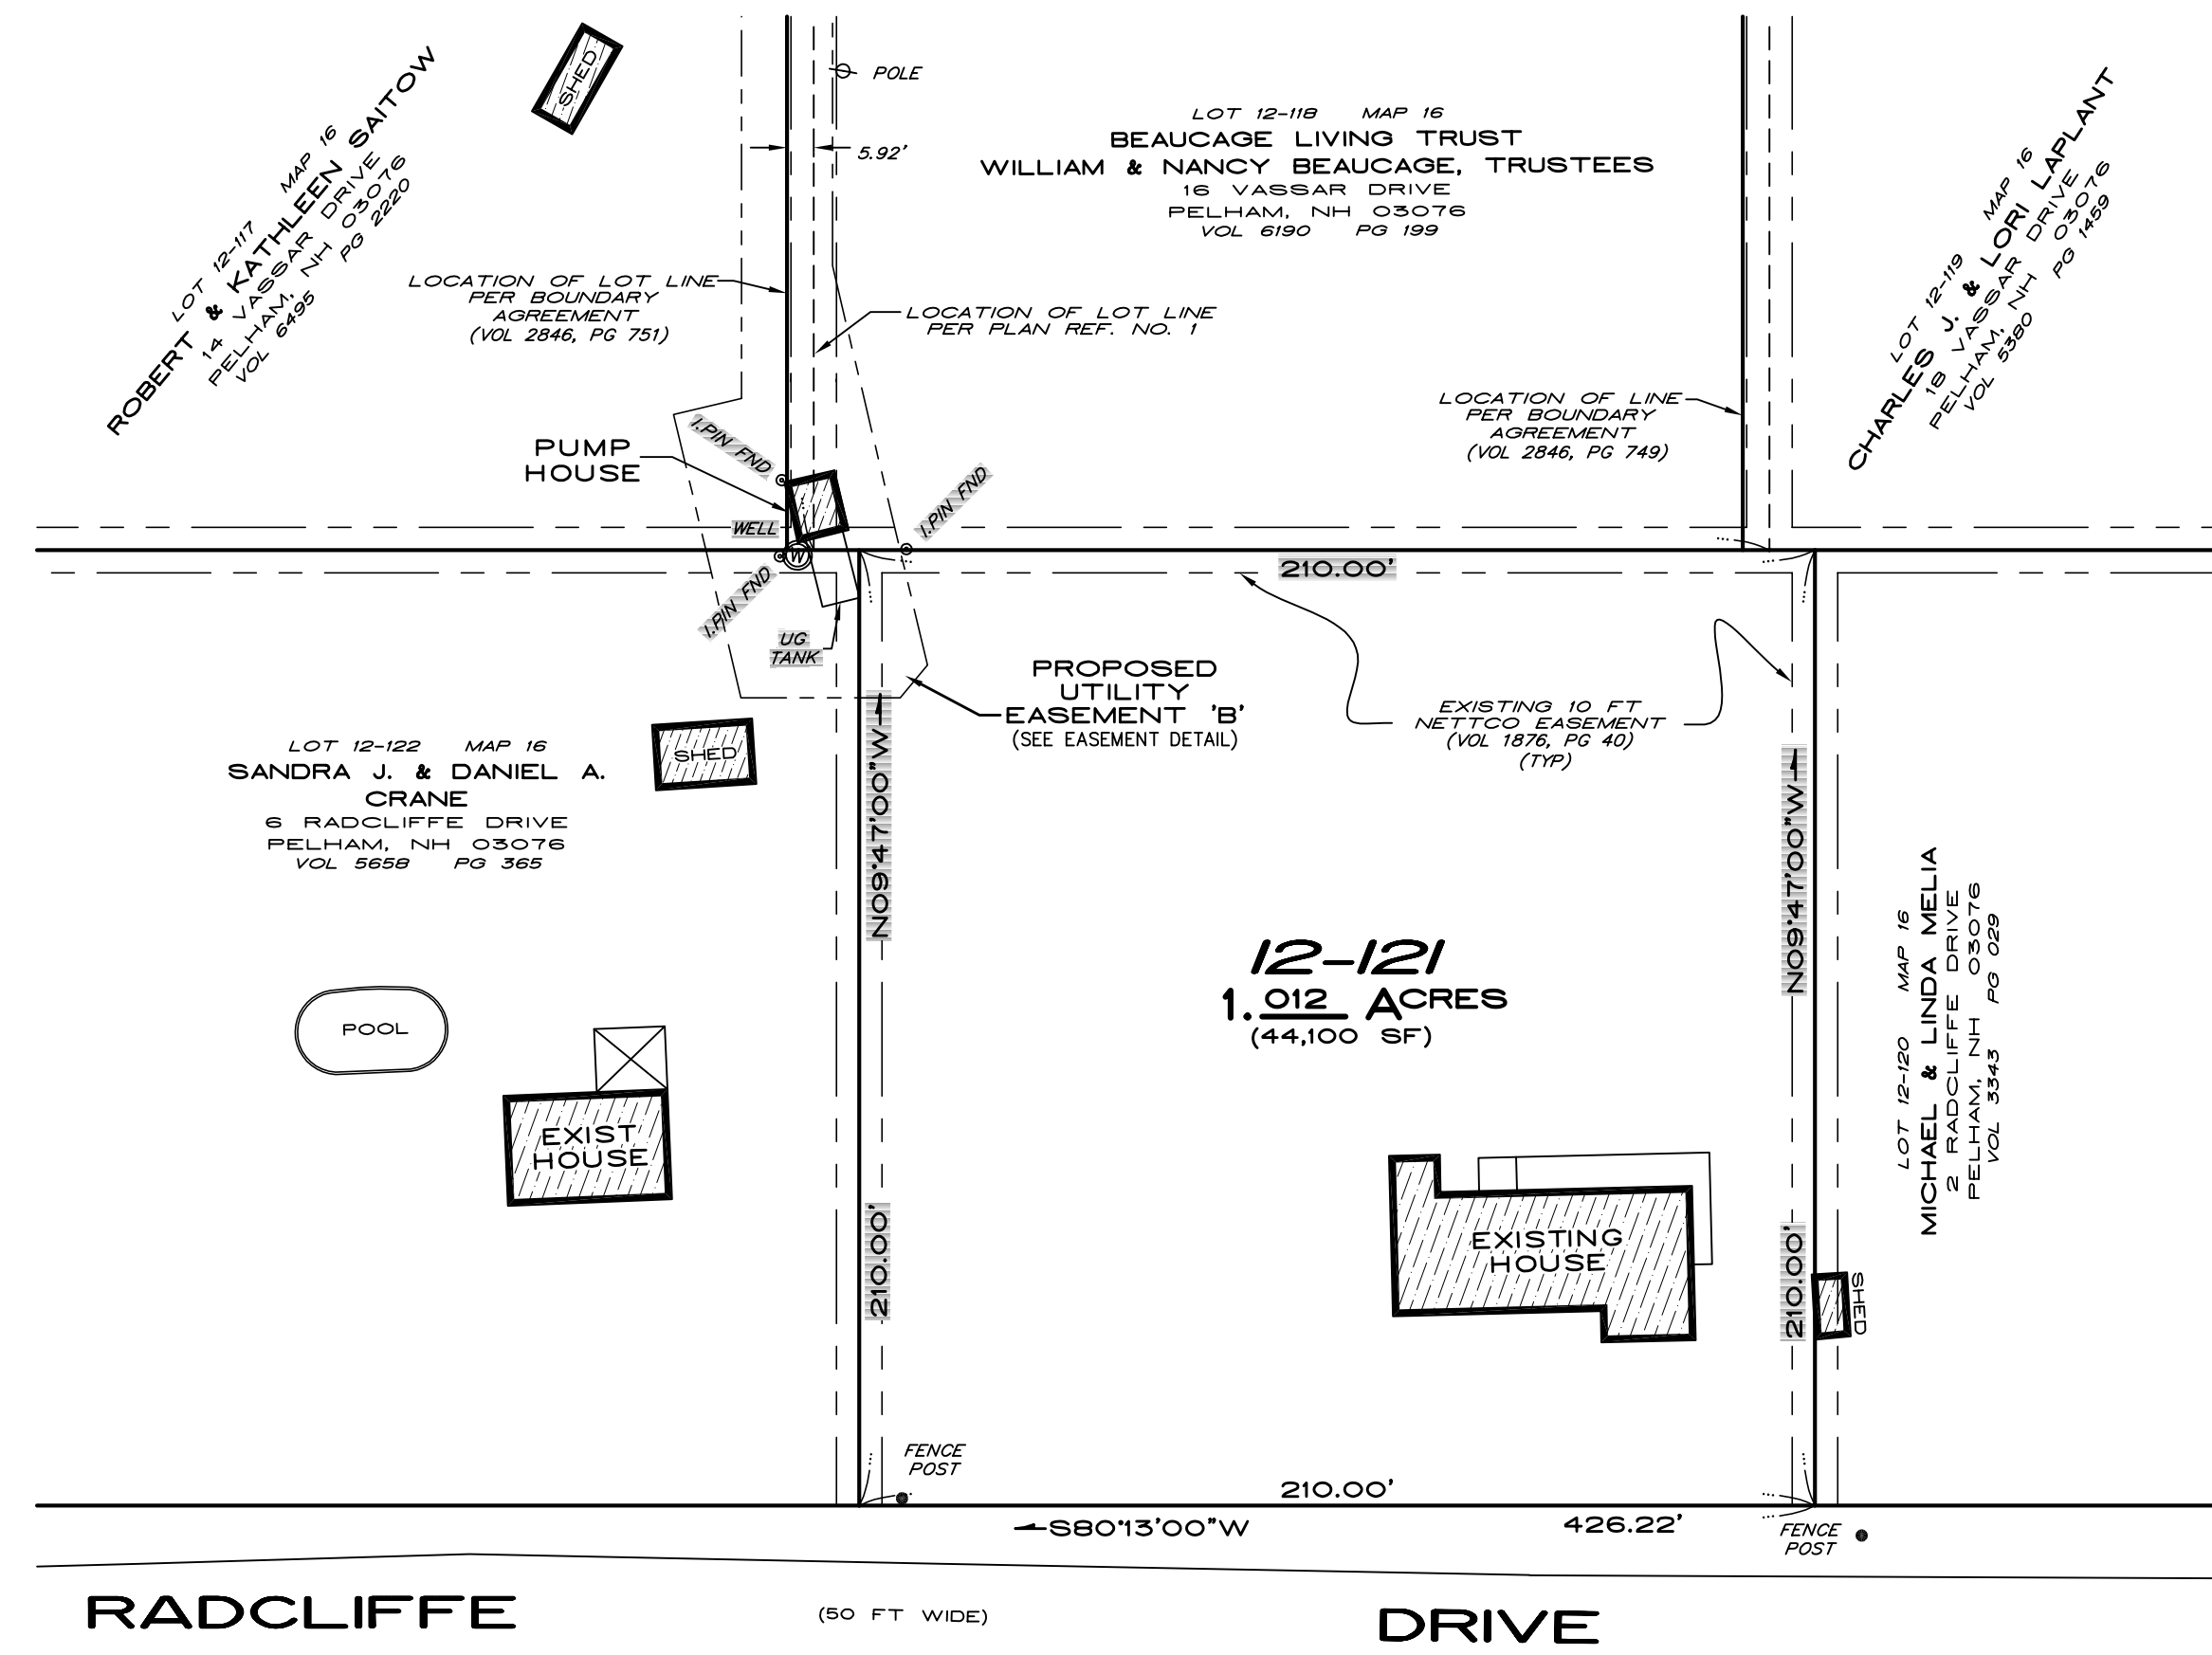 SHED
POLE
5.92'
LOT 12-117 MAP 16
ROBERT & KATHLEEN SAITOW
14 VASSAR DRIVE
PELHAM, NH 03076
VOL 6495 PG 2220
LOT 12-118 MAP 16
BEAUCAGE LIVING TRUST
WILLIAM & NANCY BEAUCAGE, TRUSTEES
16 VASSAR DRIVE
PELHAM, NH 03076
VOL 6190 PG 199
LOT 12-119 MAP 16
CHARLES J. & LORI LAPLANT
18 VASSAR DRIVE
PELHAM, NH 03076
VOL 5380 PG 1459
LOCATION OF LOT LINE
PER BOUNDARY
AGREEMENT
(VOL 2846, PG 751)
LOCATION OF LOT LINE
PER PLAN REF. NO. 1
LOCATION OF LINE
PER BOUNDARY
AGREEMENT
(VOL 2846, PG 749)
PUMP
HOUSE
I.PIN FND
I.PIN FND
WELL
W
I.PIN FND
UG
TANK
210.00'
PROPOSED
UTILITY
EASEMENT 'B'
(SEE EASEMENT DETAIL)
EXISTING 10 FT
NETTCO EASEMENT
(VOL 1876, PG 40)
(TYP)
LOT 12-122 MAP 16
SANDRA J. & DANIEL A.
CRANE
6 RADCLIFFE DRIVE
PELHAM, NH 03076
VOL 5658 PG 365
SHED
N09°47'00"W
N09°47'00"W
12-121
1.012 ACRES
(44,100 SF)
LOT 12-120 MAP 16
MICHAEL & LINDA MELIA
2 RADCLIFFE DRIVE
PELHAM, NH 03076
VOL 3343 PG 029
POOL
EXIST
HOUSE
210.00'
EXISTING
HOUSE
210.00'
SHED
FENCE
POST
210.00'
S80°13'00"W
426.22'
FENCE
POST
RADCLIFFE
(50 FT WIDE)
DRIVE